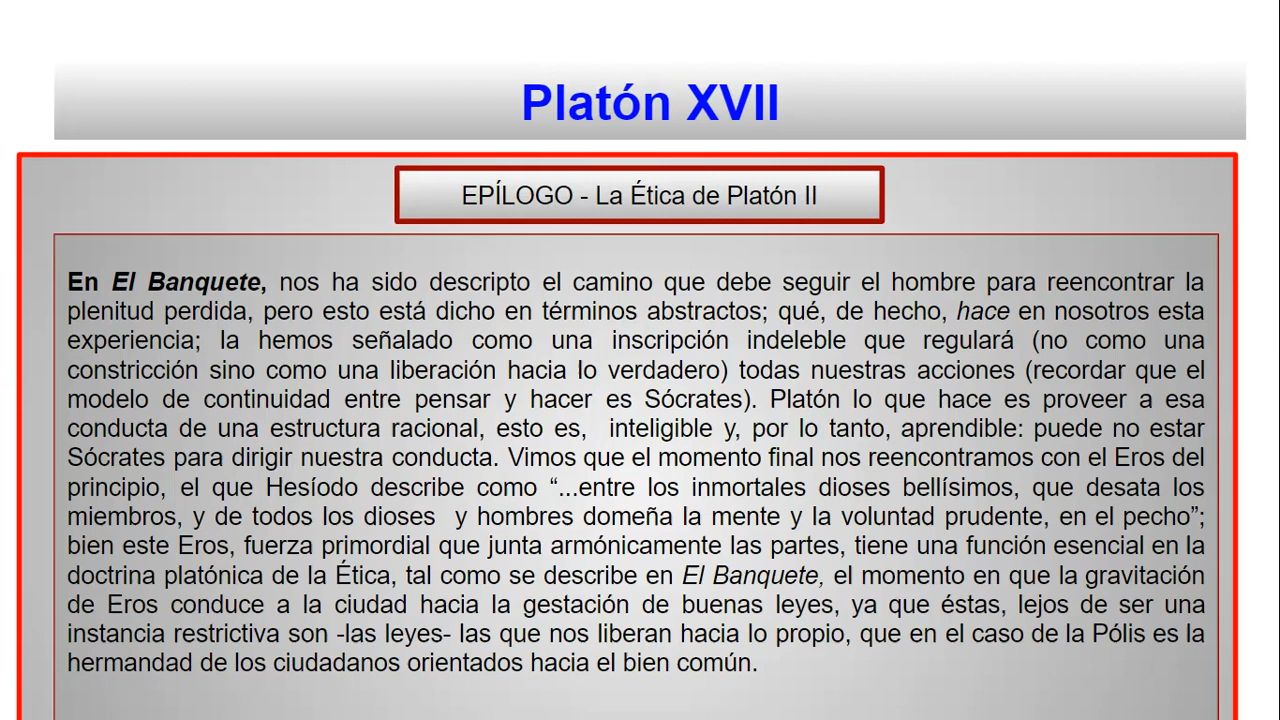 Platón XVII
EPÍLOGO - La Ética de Platón II
En El Banquete, nos ha sido descripto el camino que debe seguir el hombre para reencontrar la
plenitud perdida, pero esto está dicho en términos abstractos; qué, de hecho, hace en nosotros esta
experiencia; la hemos señalado como una inscripción indeleble que regulará (no como una
constricción sino como una liberación hacia lo verdadero) todas nuestras acciones (recordar que el
modelo de continuidad entre pensar y hacer es Sócrates). Platón lo que hace es proveer a esa
conducta de una estructura racional, esto es, inteligible y, por lo tanto, aprendible: puede no estar
Sócrates para dirigir nuestra conducta. Vimos que el momento final nos reencontramos con el Eros del
principio, el que Hesíodo describe como “...entre los inmortales dioses bellísimos, que desata los
miembros, y de todos los dioses y hombres domeña la mente y la voluntad prudente, en el pecho”;
bien este Eros, fuerza primordial que junta armónicamente las partes, tiene una función esencial en la
doctrina platónica de la Ética, tal como se describe en El Banquete, el momento en que la gravitación
de Eros conduce a la ciudad hacia la gestación de buenas leyes, ya que éstas, lejos de ser una
instancia restrictiva son -las leyes- las que nos liberan hacia lo propio, que en el caso de la Pólis es la
hermandad de los ciudadanos orientados hacia el bien común.